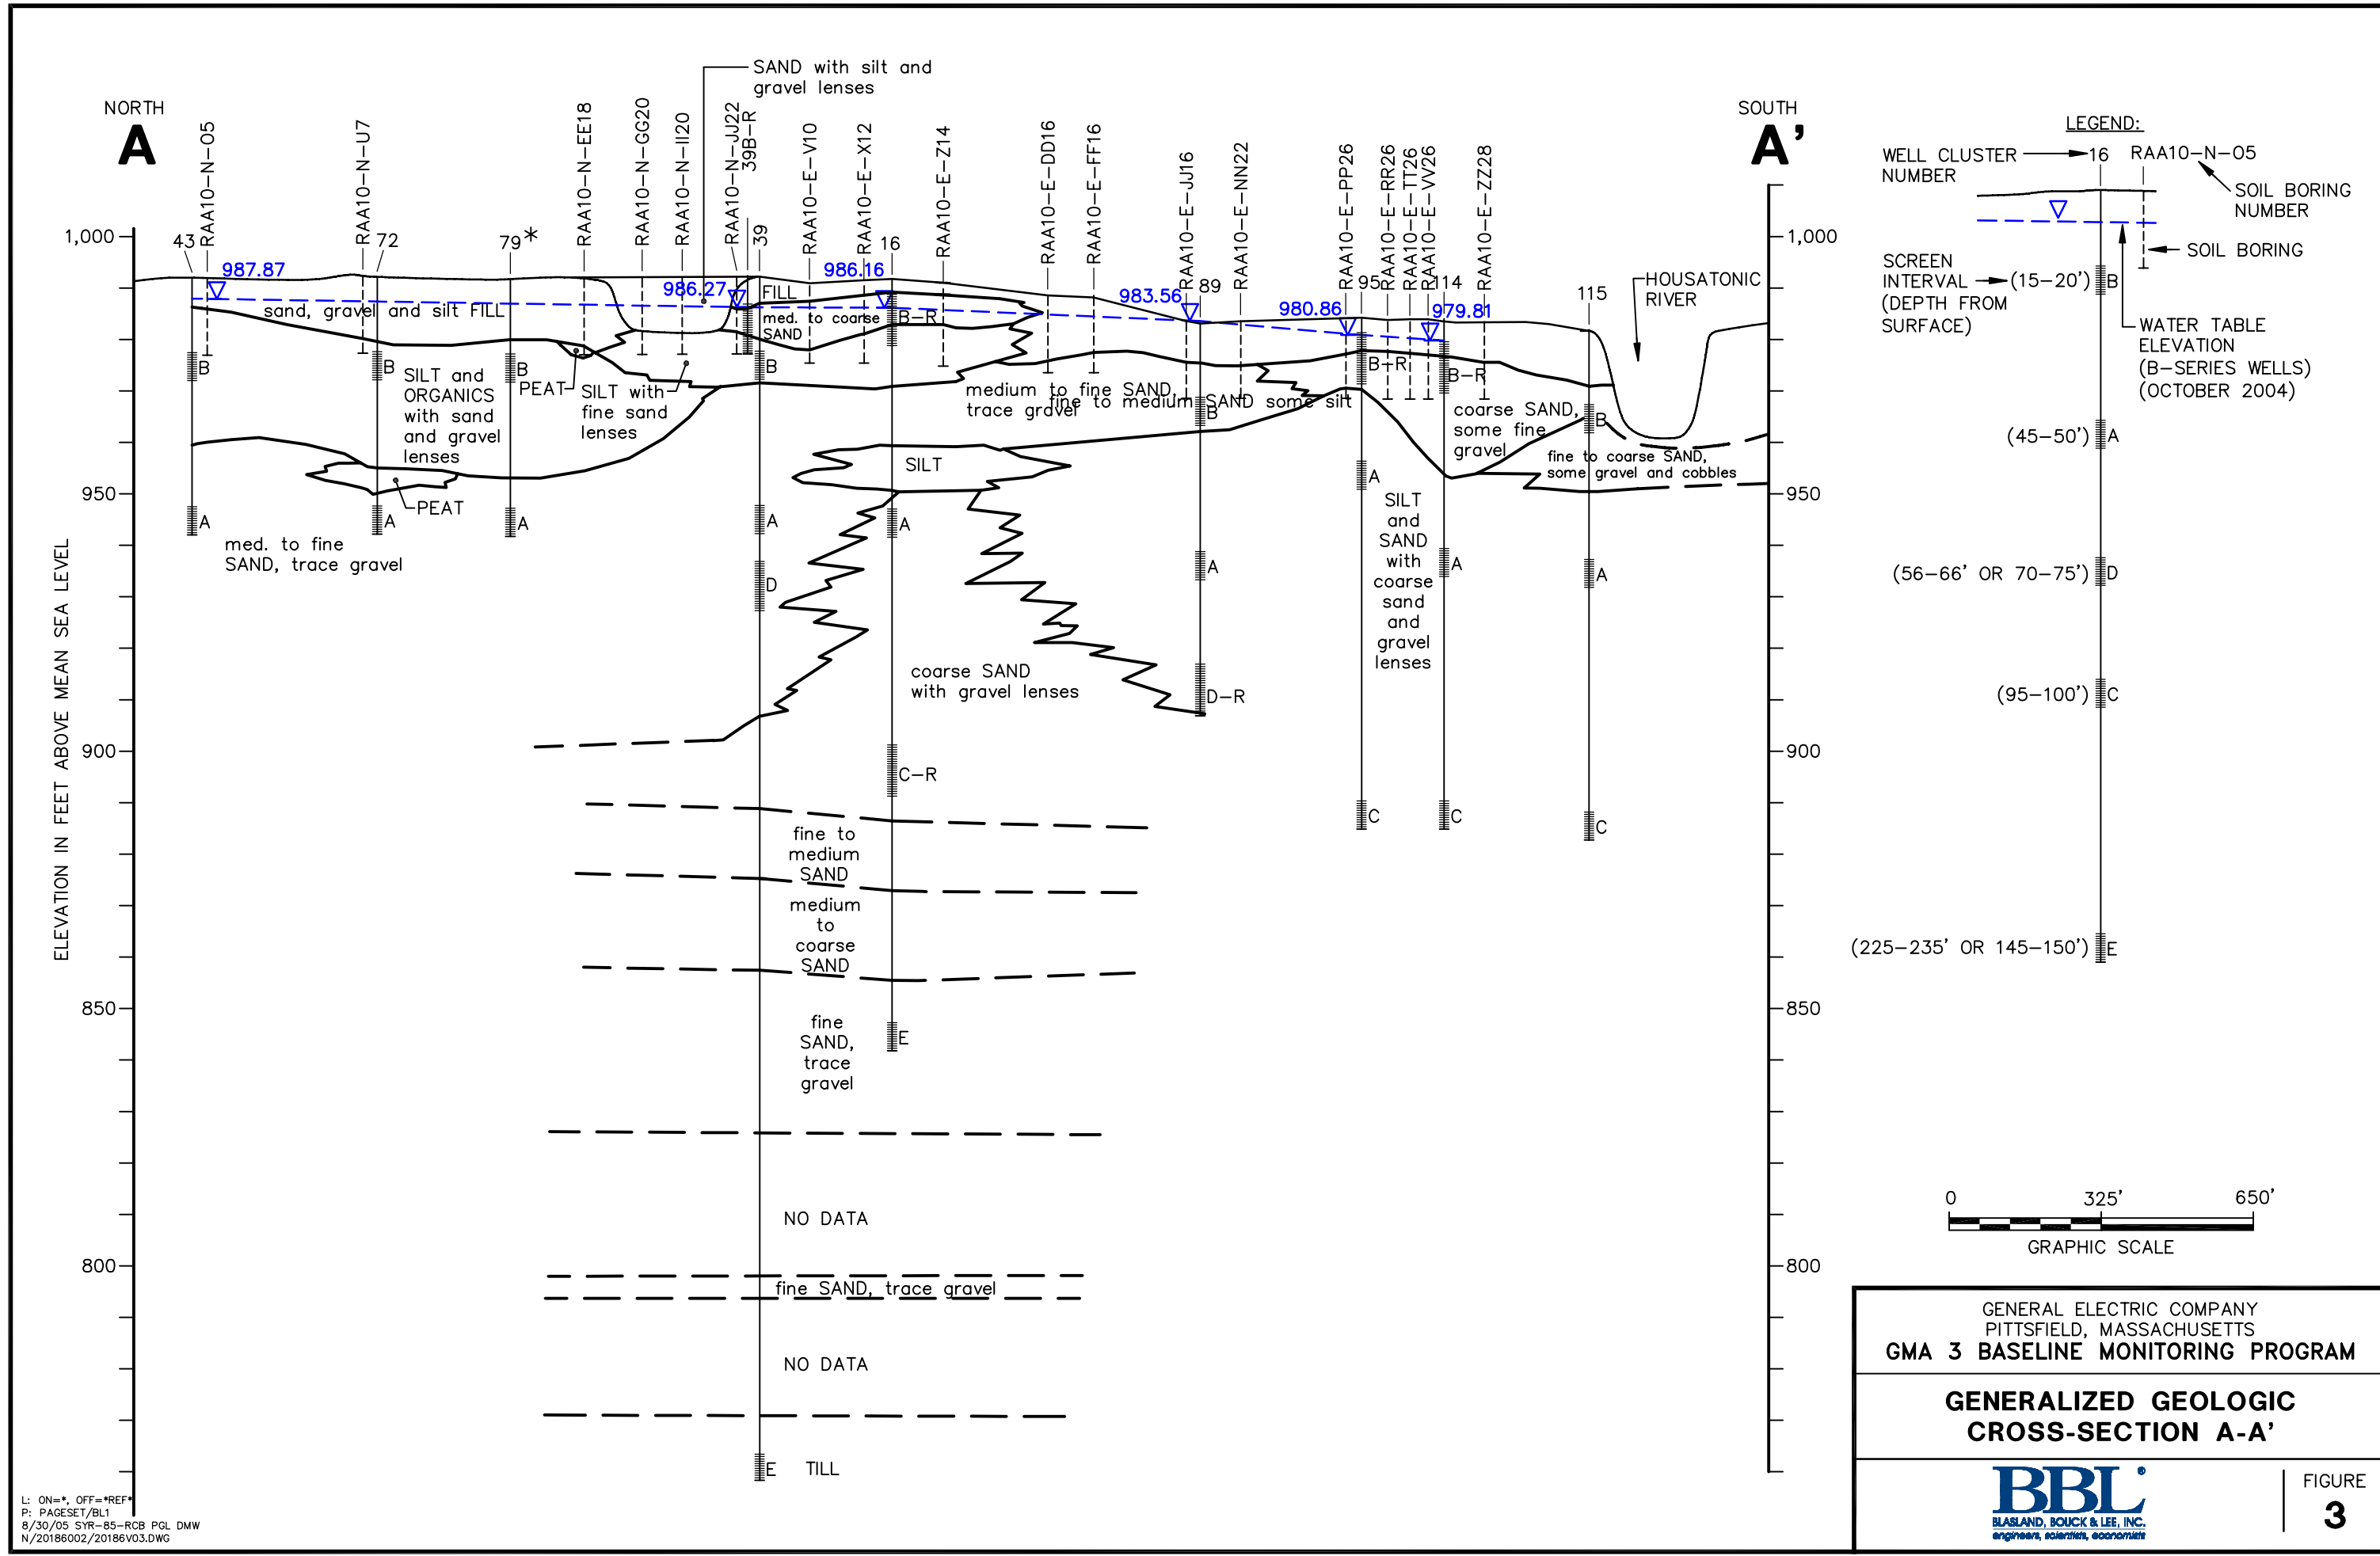 SAND with silt and
gravel lenses
NORTH
A
SOUTH
A'
RAA10-N-O5
RAA10-N-U7
RAA10-N-EE18
RAA10-N-GG20
RAA10-N-II20
RAA10-N-JJ22
39B-R
RAA10-E-V10
RAA10-E-X12
RAA10-E-Z14
RAA10-E-DD16
RAA10-E-FF16
RAA10-E-JJ16
RAA10-E-NN22
RAA10-E-PP26
RAA10-E-RR26
RAA10-E-TT26
RAA10-E-VV26
RAA10-E-ZZ28
43
72
79*
39
16
89
95
114
115
1,000
950
900
850
800
1,000
950
900
850
800
ELEVATION IN FEET ABOVE MEAN SEA LEVEL
987.87
986.27
986.16
983.56
980.86
979.81
sand, gravel and silt FILL
FILL
med. to coarse
SAND
B-R
B
B
B
B
B
B-R
B-R
B
HOUSATONIC
RIVER
SILT and
ORGANICS
with sand
and gravel
lenses
PEAT
SILT with
fine sand
lenses
medium to fine SAND,
trace gravel
fine to medium SAND some silt
coarse SAND,
some fine
gravel
fine to coarse SAND,
some gravel and cobbles
SILT
PEAT
A
A
A
A
A
A
A
A
A
med. to fine
SAND, trace gravel
SILT
and
SAND
with
coarse
sand
and
gravel
lenses
D
D-R
coarse SAND
with gravel lenses
C-R
C
C
C
fine to
medium
SAND
medium
to
coarse
SAND
fine
SAND,
trace
gravel
E
NO DATA
fine SAND, trace gravel
NO DATA
E
TILL
LEGEND:
WELL CLUSTER
NUMBER
16
RAA10-N-O5
SOIL BORING
NUMBER
SOIL BORING
SCREEN
INTERVAL
(DEPTH FROM
SURFACE)
(15-20') B
WATER TABLE
ELEVATION
(B-SERIES WELLS)
(OCTOBER 2004)
(45-50') A
(56-66' OR 70-75') D
(95-100') C
(225-235' OR 145-150') E
0 325' 650'
GRAPHIC SCALE
GENERAL ELECTRIC COMPANY
PITTSFIELD, MASSACHUSETTS
GMA 3 BASELINE MONITORING PROGRAM
GENERALIZED GEOLOGIC
CROSS-SECTION A-A'
BBL®
BLASLAND, BOUCK & LEE, INC.
engineers, scientists, economists
FIGURE
3
L: ON=*, OFF=*REF*
P: PAGESET/BL1
8/30/05 SYR-85-RCB PGL DMW
N/20186002/20186V03.DWG